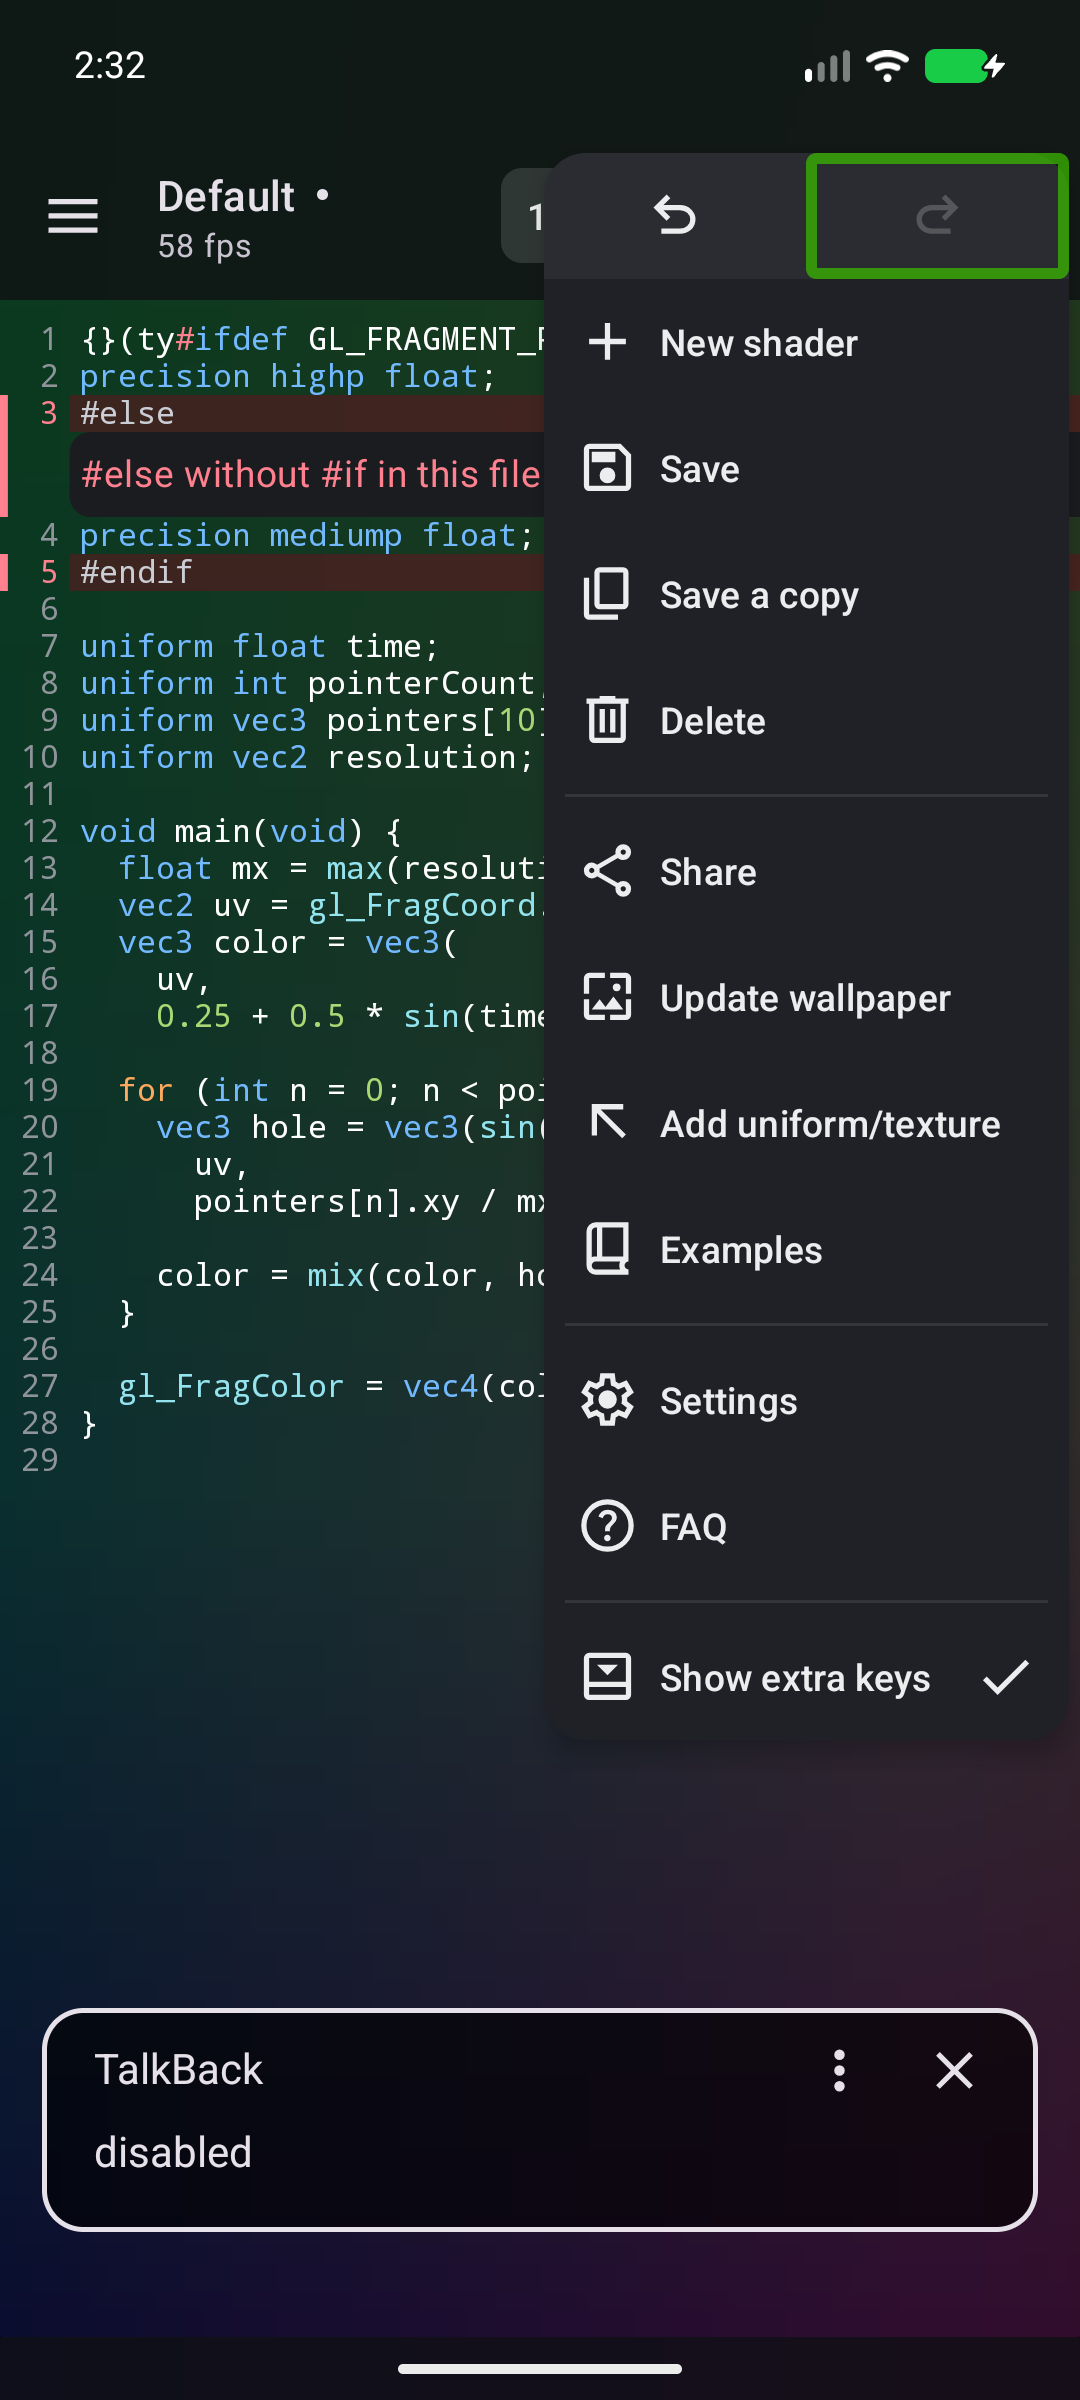 2:32
Default •
58 fps
1
New shader
Save
Save a copy
Delete
Share
Update wallpaper
Add uniform/texture
Examples
Settings
FAQ
Show extra keys
1 {}(ty#ifdef GL_FRAGMENT_
2 precision highp float;
3 #else
#else without #if in this file
4 precision mediump float;
5 #endif
6
7 uniform float time;
8 uniform int pointerCount
9 uniform vec3 pointers[10]
10 uniform vec2 resolution;
11
12 void main(void) {
13 float mx = max(resoluti
14 vec2 uv = gl_FragCoord.
15 vec3 color = vec3(
16 uv,
17 0.25 + 0.5 * sin(time
18
19 for (int n = 0; n < poi
20 vec3 hole = vec3(sin(
21 uv,
22 pointers[n].xy / mx
23
24 color = mix(color, ho
25 }
26
27 gl_FragColor = vec4(col
28 }
29
TalkBack
disabled